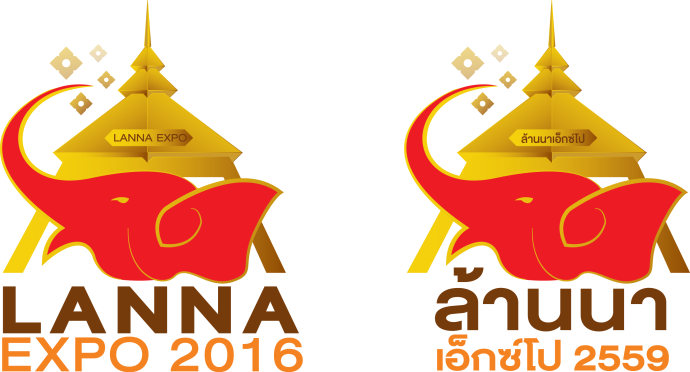 LANNA EXPO
LANNA
EXPO 2016
ล้านนาเอ็กซ์โป
ล้านนา
เอ็กซ์โป 2559